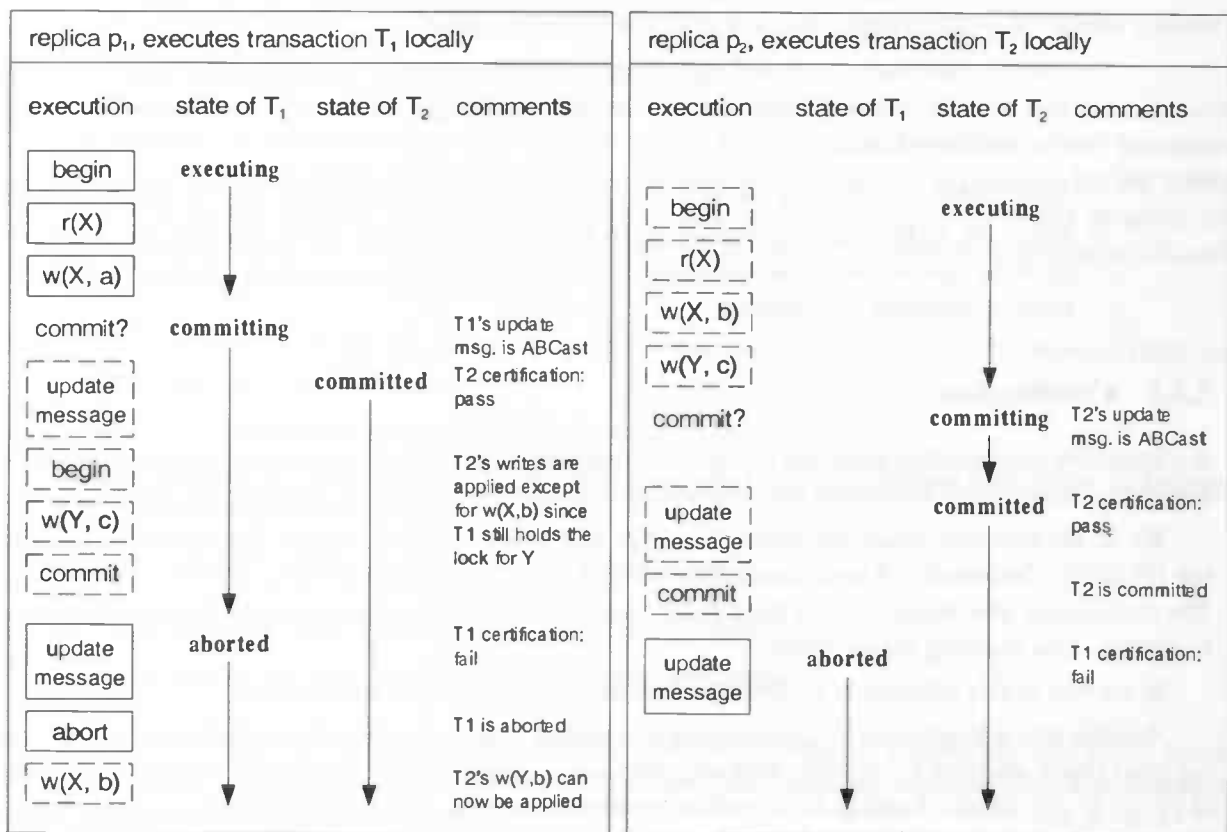 replica p₁, executes transaction T₁ locally
execution state of T₁ state of T₂ comments
begin executing
r(X)
w(X, a)
commit? committing T1's update
msg. is ABCast
update
message
committed T2 certification:
pass
begin T2's writes are
applied except
for w(X,b) since
T1 still holds the
lock for Y
w(Y, c)
commit
update
message
aborted T1 certification:
fail
abort T1 is aborted
w(X, b) T2's w(Y,b) can
now be applied
replica p₂, executes transaction T₂ locally
execution state of T₁ state of T₂ comments
begin executing
r(X)
w(X, b)
w(Y, c)
commit? committing T2's update
msg. is ABCast
update
message
committed T2 certification:
pass
commit T2 is committed
update
message
aborted T1 certification:
fail